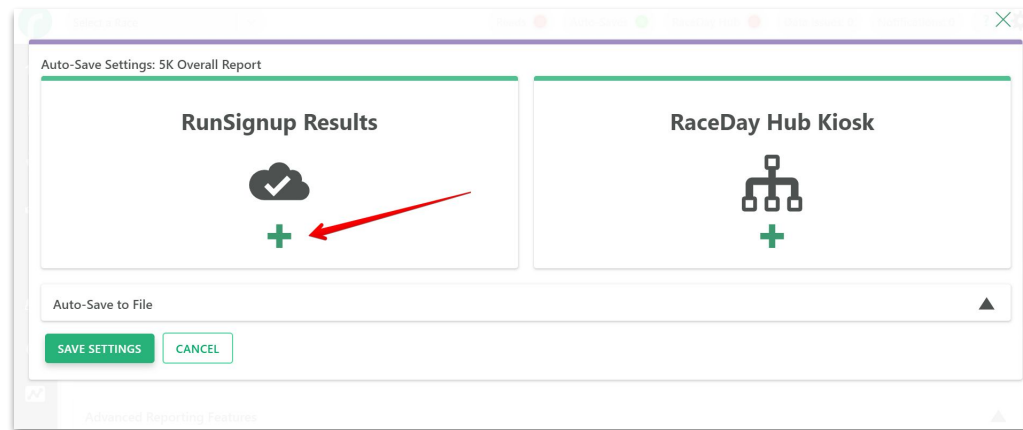 Auto-Save Settings: 5K Overall Report
RunSignup Results
RaceDay Hub Kiosk
Auto-Save to File
SAVE SETTINGS
CANCEL
Advanced Reporting Features